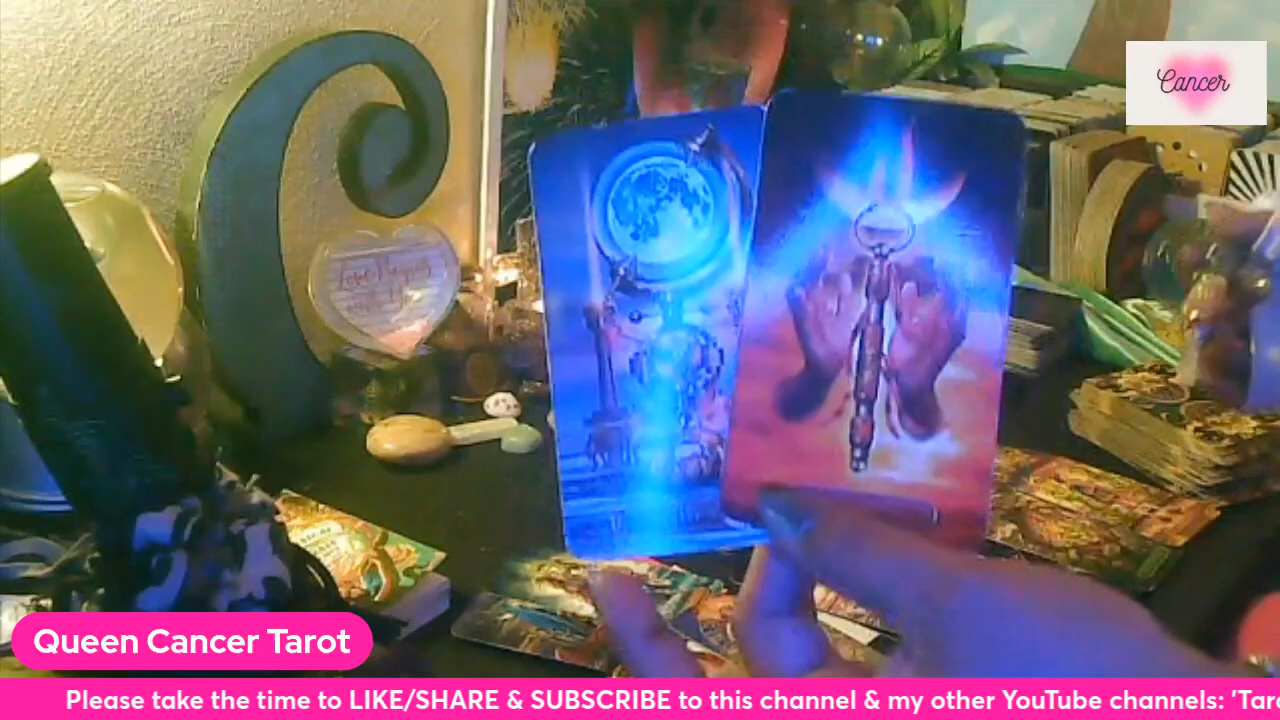 Cancer
Queen Cancer Tarot
Please take the time to LIKE/SHARE & SUBSCRIBE to this channel & my other YouTube channels: 'Taro